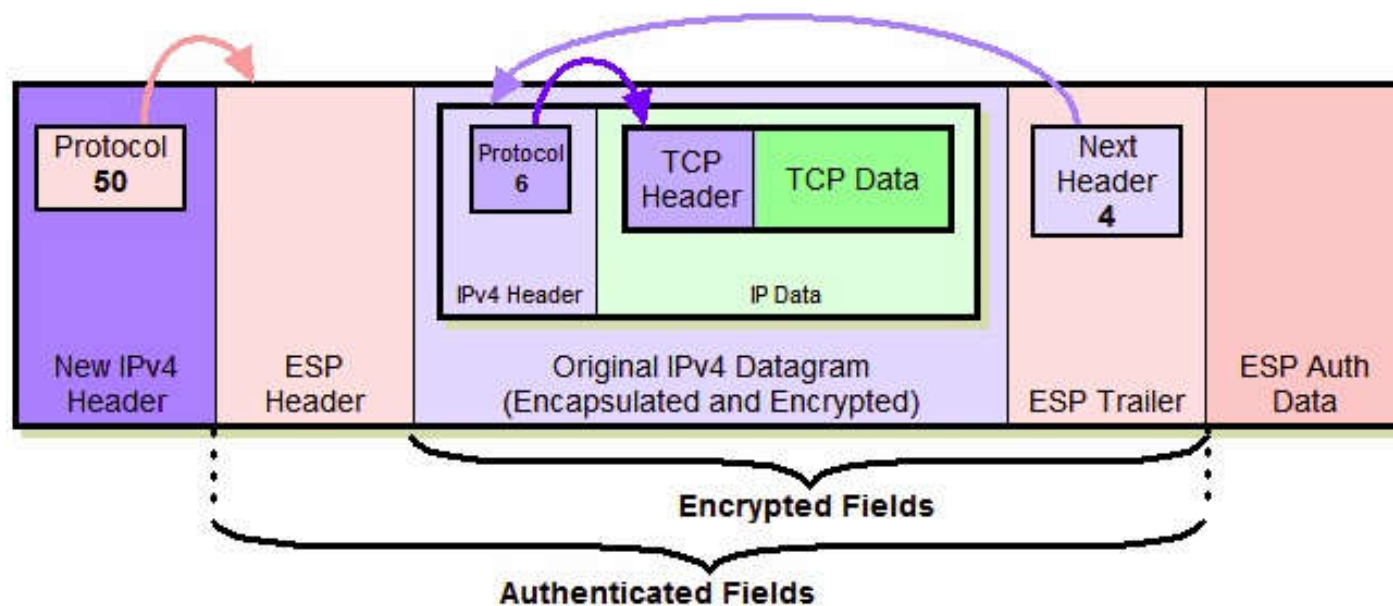 Protocol
50
Protocol
6
TCP
Header
TCP Data
Next
Header
4
IPv4 Header
IP Data
New IPv4
Header
ESP
Header
Original IPv4 Datagram
(Encapsulated and Encrypted)
ESP Trailer
ESP Auth
Data
Encrypted Fields
Authenticated Fields